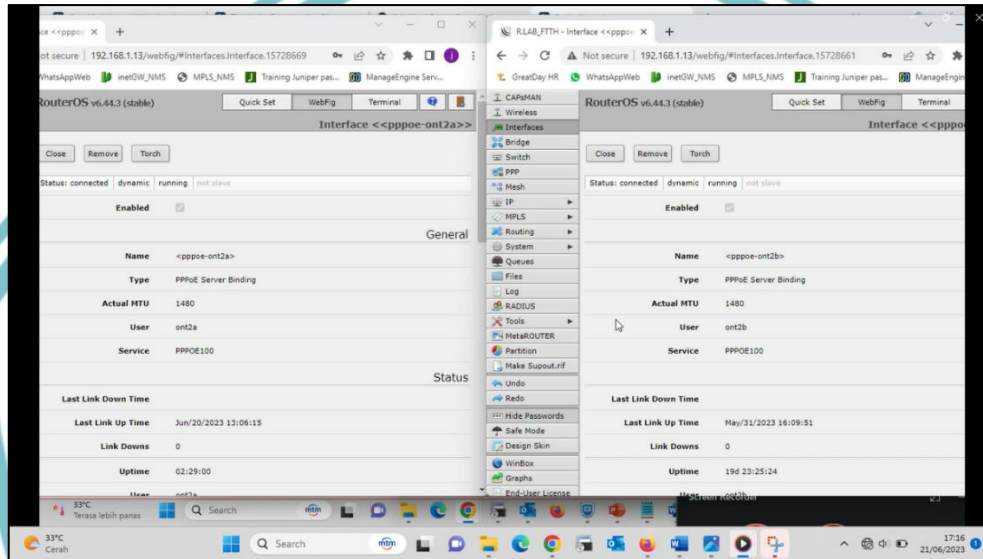 ce <<pppo
+
R.LAB_FTTH - Interface <<pppoe
+
ot secure | 192.168.1.13/webfig/#Interfaces.Interface.15728669
Not secure | 192.168.1.13/webfig/#Interfaces.Interface.15728661
WhatsAppWeb inetGW_NMS MPLS_NMS Training Juniper pas... ManageEngine Serv...
GreatDay HR WhatsAppWeb inetGW_NMS MPLS_NMS Training Juniper pas... ManageEngin
RouterOS v6.44.3 (stable) Quick Set WebFig Terminal
Interface <<pppoe-ont2a>>
Close Remove Torch
Status: connected dynamic running not slave
Enabled
General
Name <pppoe-ont2a>
Type PPPoE Server Binding
Actual MTU 1480
User ont2a
Service PPPOE100
Status
Last Link Down Time
Last Link Up Time Jun/20/2023 13:06:15
Link Downs 0
Uptime 02:29:00
User ont2a
CAPsMAN
Wireless
Interfaces
Bridge
Switch
PPP
Mesh
IP
MPLS
Routing
System
Queues
Files
Log
RADIUS
Tools
MetaROUTER
Partition
Make Supout.rif
Undo
Redo
Hide Passwords
Safe Mode
Design Skin
WinBox
Graphs
End-User License
RouterOS v6.44.3 (stable) Quick Set WebFig Terminal
Interface <<pppo
Close Remove Torch
Status: connected dynamic running not slave
Enabled
Name <pppoe-ont2b>
Type PPPoE Server Binding
Actual MTU 1480
User ont2b
Service PPPOE100
Last Link Down Time
Last Link Up Time May/31/2023 16:09:51
Link Downs 0
Uptime 19d 23:25:24
User ont2b
Screen Recorder
33°C
Terasa lebih panas
Search
mtm
33°C
Cerah
Search
mtm
17:16
21/06/2023